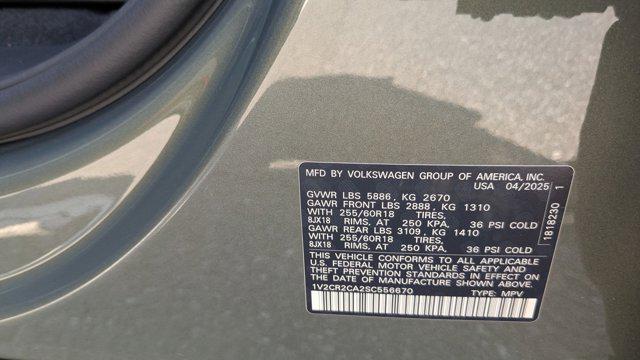 MFD BY VOLKSWAGEN GROUP OF AMERICA, INC.
USA 04/2025
GVWR LBS 5886, KG 2670
GAWR FRONT LBS 2888, KG 1310
WITH 255/60R18 TIRES,
8JX18 RIMS, AT 250 KPA, 36 PSI COLD
GAWR REAR LBS 3109, KG 1410
WITH 255/60R18 TIRES,
8JX18 RIMS, AT 250 KPA, 36 PSI COLD
THIS VEHICLE CONFORMS TO ALL APPLICABLE
U.S. FEDERAL MOTOR VEHICLE SAFETY AND
THEFT PREVENTION STANDARDS IN EFFECT ON
THE DATE OF MANUFACTURE SHOWN ABOVE.
1V2CR2CA2SC556670 TYPE: MPV
1818230 1